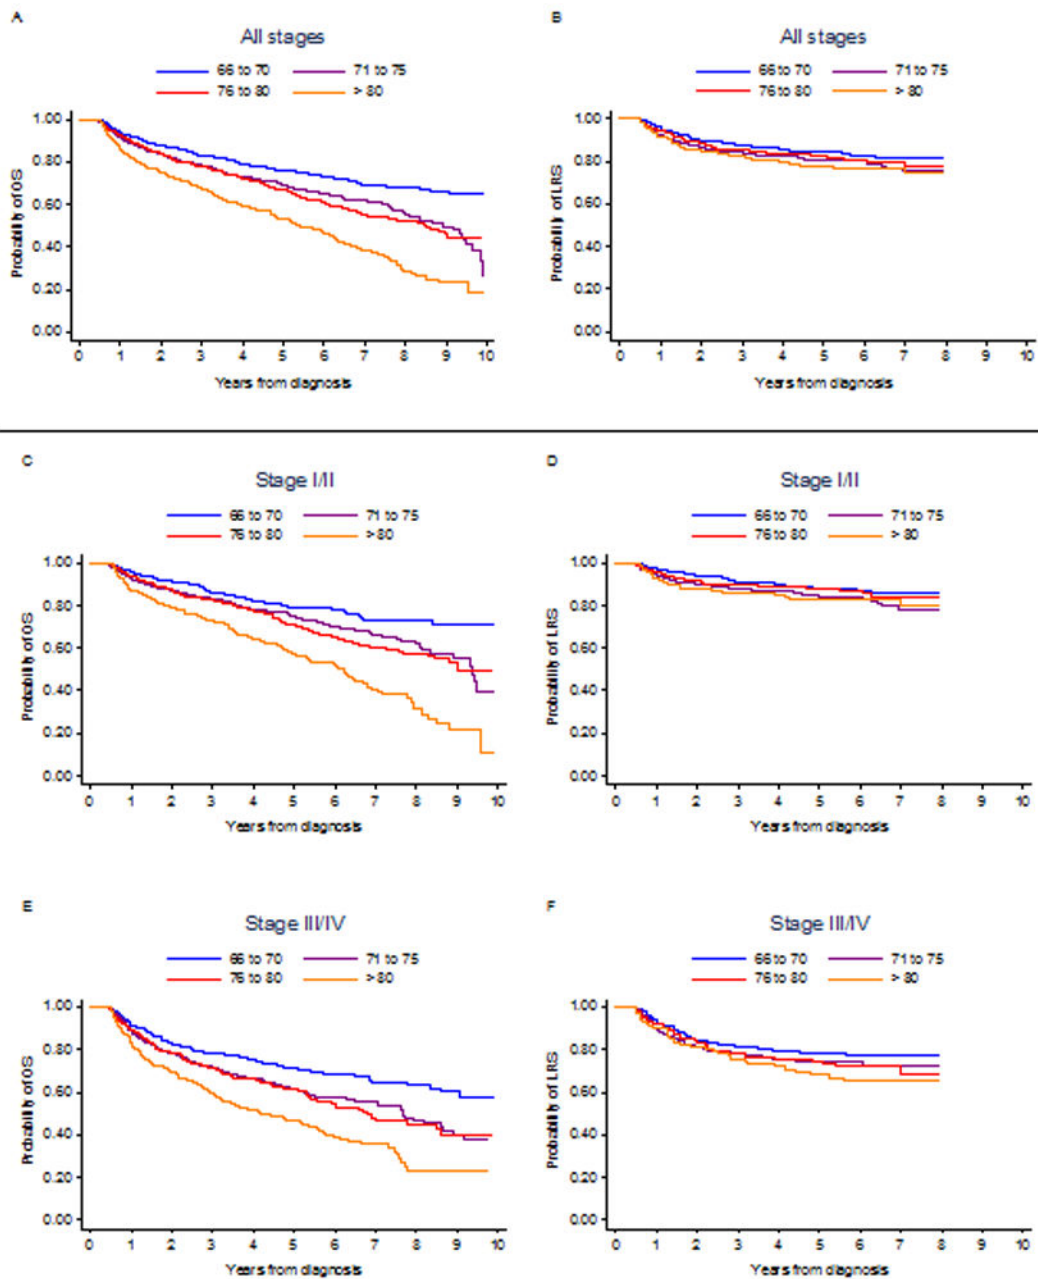 A
All stages
66 to 70 71 to 75
76 to 80 > 80
1.00
0.80
0.60
0.40
0.20
0.00
Probability of OS
0 1 2 3 4 5 6 7 8 9 10
Years from diagnosis
B
All stages
66 to 70 71 to 75
76 to 80 > 80
1.00
0.80
0.60
0.40
0.20
0.00
Probability of LRS
0 1 2 3 4 5 6 7 8 9 10
Years from diagnosis
C
Stage I/II
66 to 70 71 to 75
76 to 80 > 80
1.00
0.80
0.60
0.40
0.20
0.00
Probability of OS
0 1 2 3 4 5 6 7 8 9 10
Years from diagnosis
D
Stage I/II
66 to 70 71 to 75
76 to 80 > 80
1.00
0.80
0.60
0.40
0.20
0.00
Probability of LRS
0 1 2 3 4 5 6 7 8 9 10
Years from diagnosis
E
Stage III/IV
66 to 70 71 to 75
76 to 80 > 80
1.00
0.80
0.60
0.40
0.20
0.00
Probability of OS
0 1 2 3 4 5 6 7 8 9 10
Years from diagnosis
F
Stage III/IV
66 to 70 71 to 75
76 to 80 > 80
1.00
0.80
0.60
0.40
0.20
0.00
Probability of LRS
0 1 2 3 4 5 6 7 8 9 10
Years from diagnosis